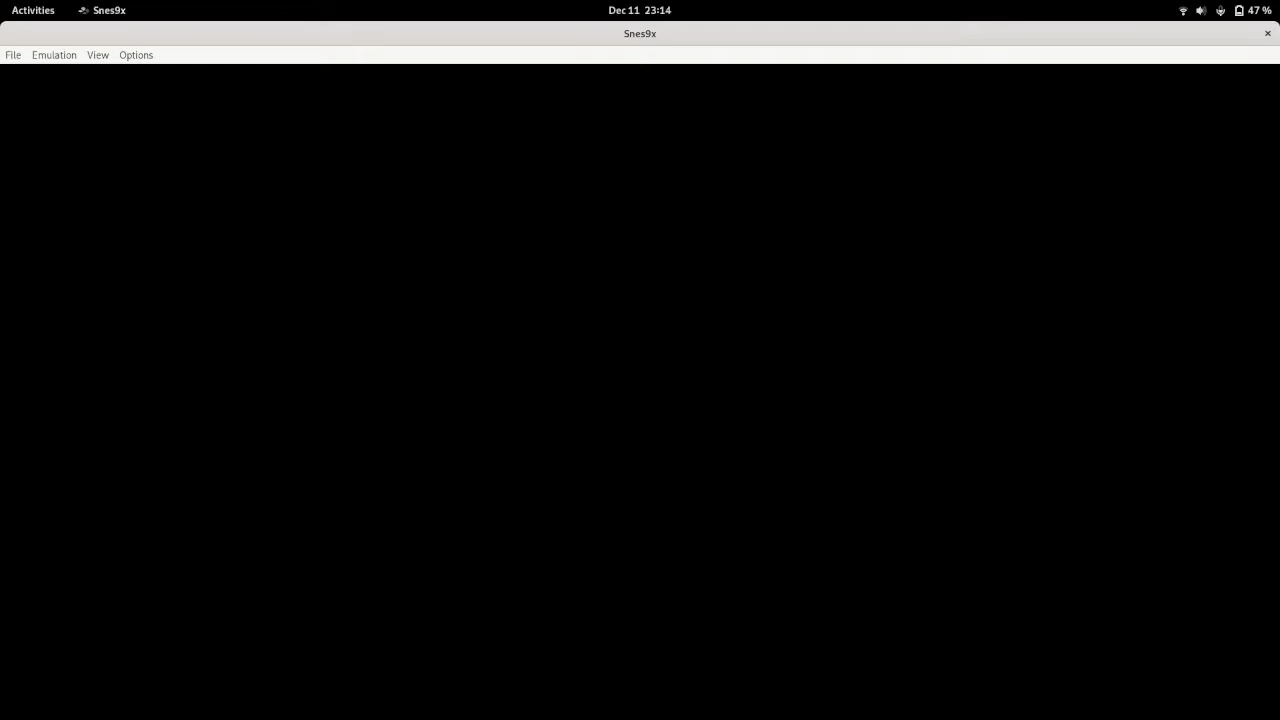 Activities Snes9x Dec 11 23:14 47 %
Snes9x
File Emulation View Options